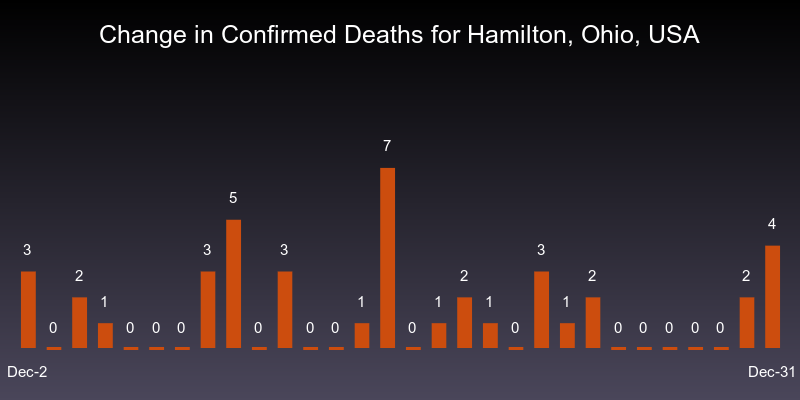 Change in Confirmed Deaths for Hamilton, Ohio, USA
3 0 2 1 0 0 0 3 5 0 3 0 0 1 7 0 1 2 1 0 3 1 2 0 0 0 0 0 2 4
Dec-2 Dec-31